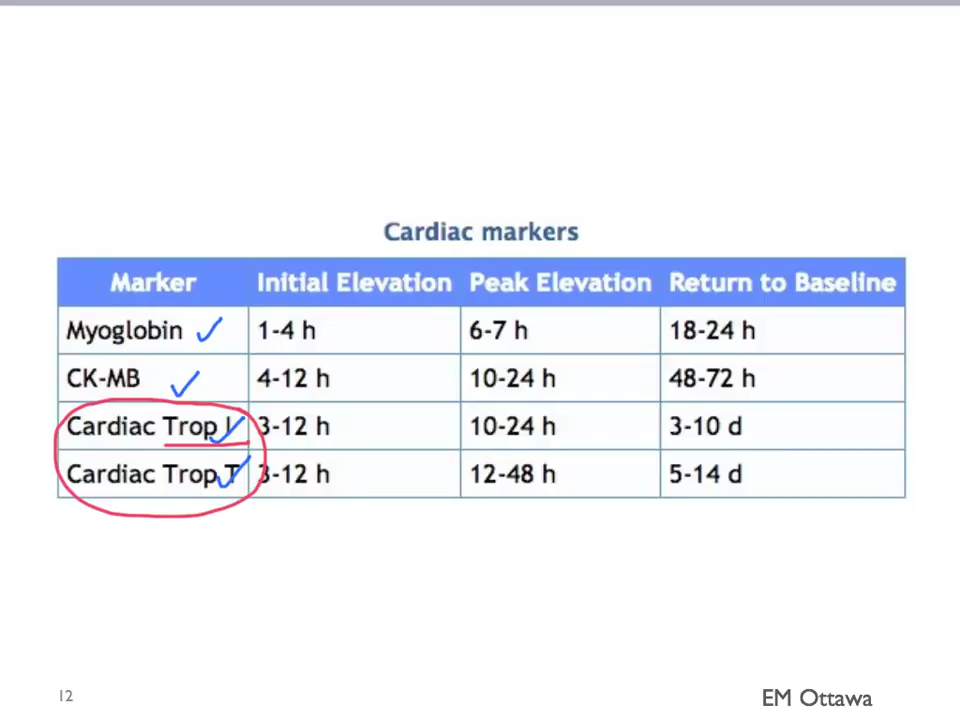 Cardiac markers
Marker Initial Elevation Peak Elevation Return to Baseline
Myoglobin 1-4 h 6-7 h 18-24 h
CK-MB 4-12 h 10-24 h 48-72 h
Cardiac Trop I 3-12 h 10-24 h 3-10 d
Cardiac Trop T 3-12 h 12-48 h 5-14 d
12 EM Ottawa